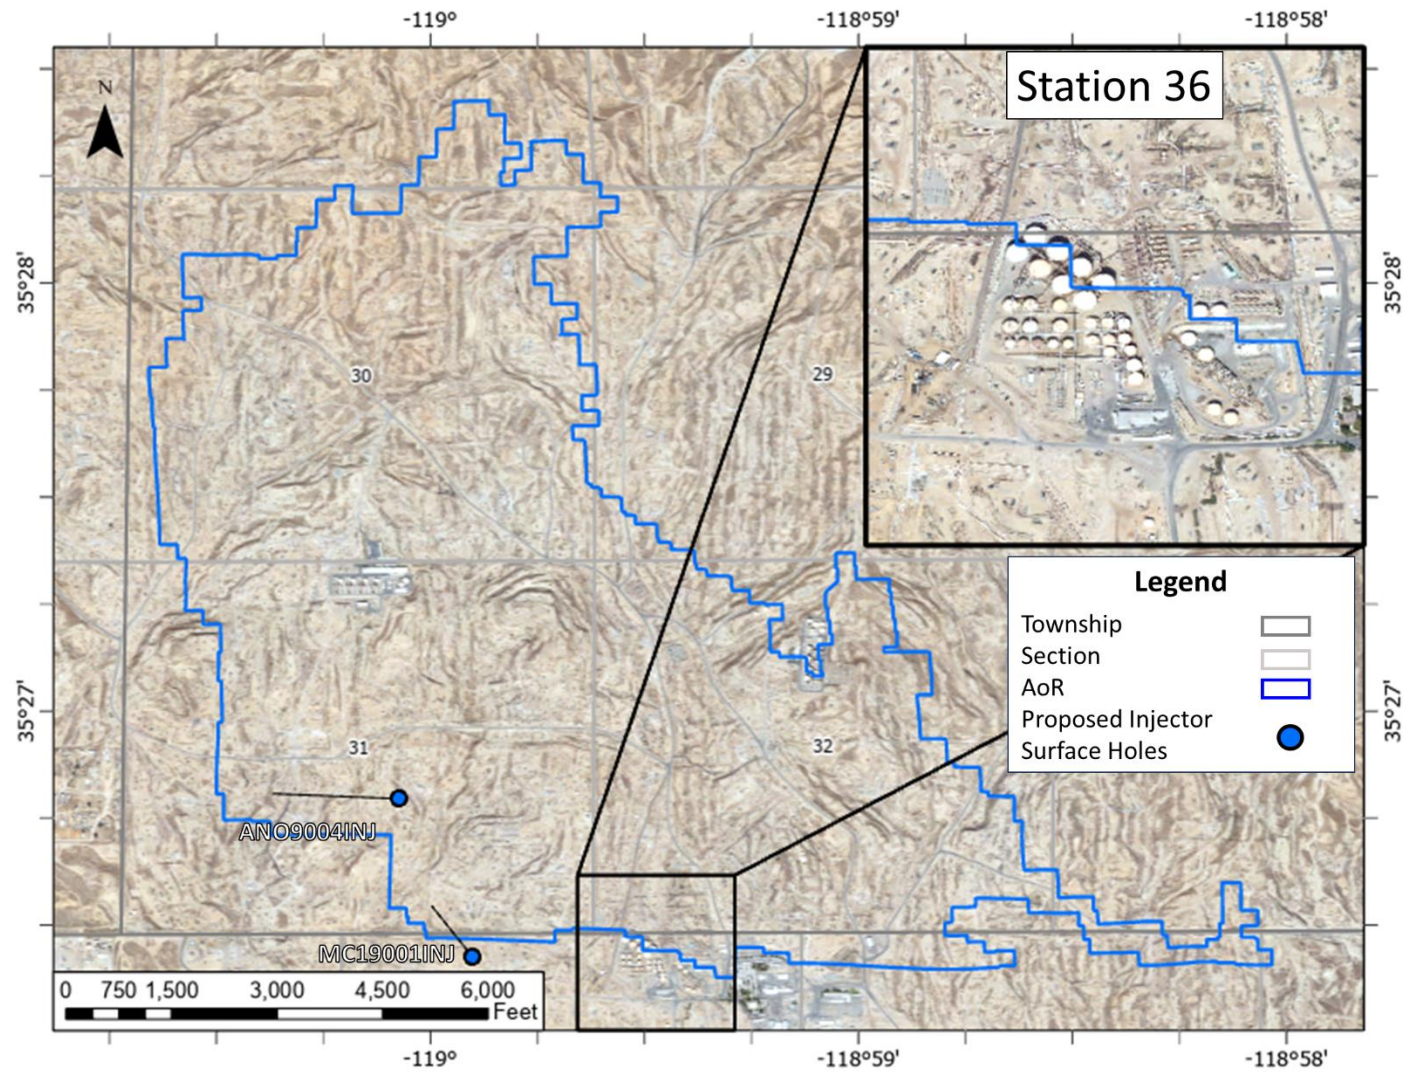 -119°
-118°59'
-118°58'
N
Station 36
35°28'
35°28'
30
29
Legend
Township
Section
AoR
Proposed Injector
Surface Holes
35°27'
35°27'
31
32
ANO9004INJ
MC19001INJ
0 750 1,500 3,000 4,500 6,000
Feet
-119°
-118°59'
-118°58'